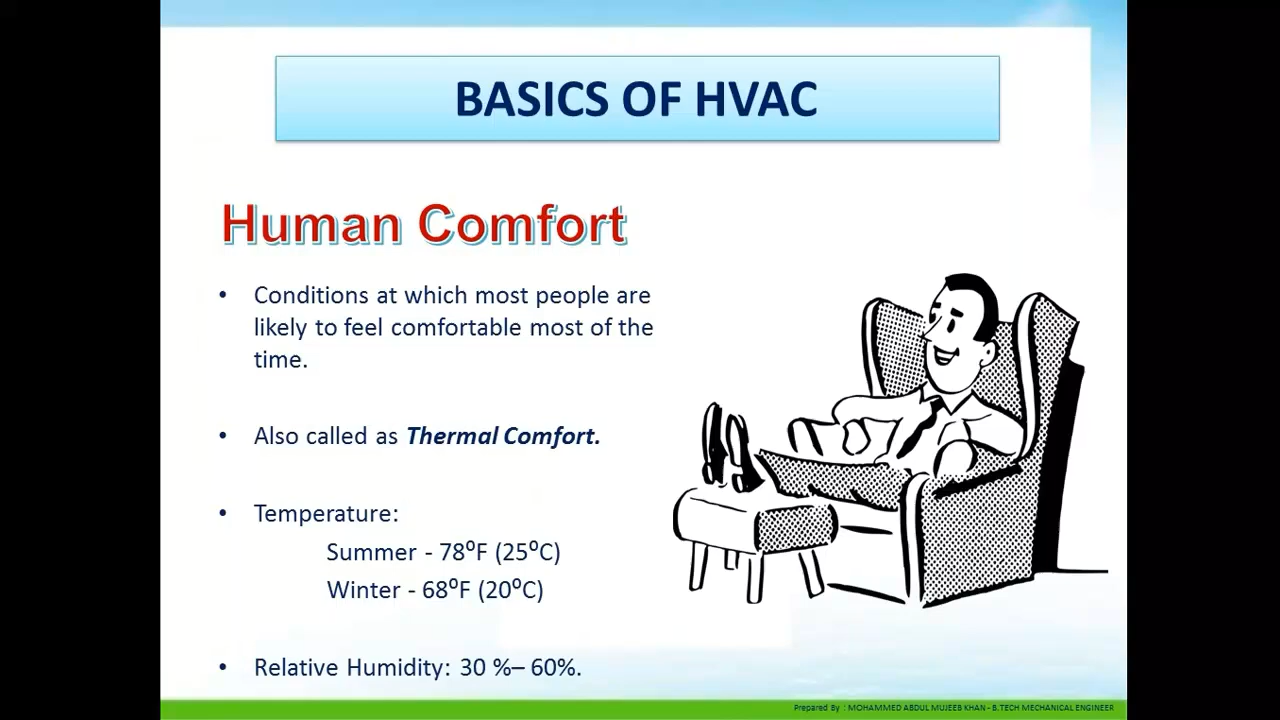 BASICS OF HVAC
Human Comfort
• Conditions at which most people are
likely to feel comfortable most of the
time.
• Also called as Thermal Comfort.
• Temperature:
Summer - 78⁰F (25⁰C)
Winter - 68⁰F (20⁰C)
• Relative Humidity: 30 %– 60%.
Prepared By : MOHAMMED ABDUL MUJEEB KHAN - B.TECH MECHANICAL ENGINEER